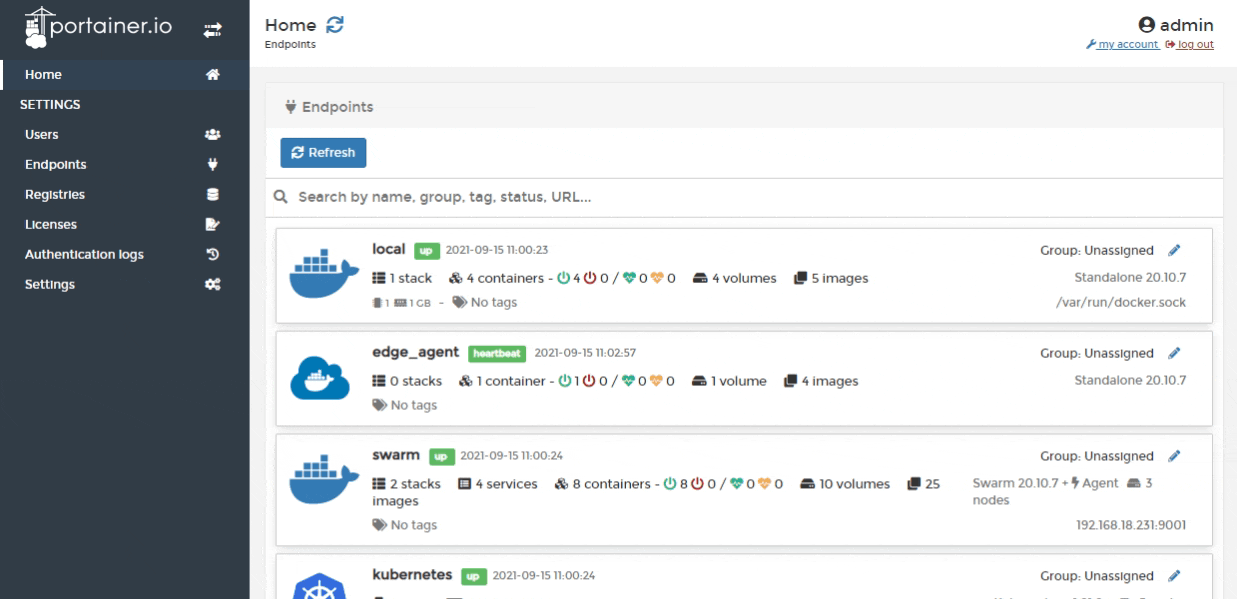 portainer.io
Home
SETTINGS
Users
Endpoints
Registries
Licenses
Authentication logs
Settings
Home
Endpoints
admin
my account log out
Endpoints
Refresh
Search by name, group, tag, status, URL...
local up 2021-09-15 11:00:23 Group: Unassigned
1 stack 4 containers - 4 0 / 0 0 4 volumes 5 images Standalone 20.10.7
1 1 GB - No tags /var/run/docker.sock
edge_agent heartbeat 2021-09-15 11:02:57 Group: Unassigned
0 stacks 1 container - 1 0 / 0 0 1 volume 4 images Standalone 20.10.7
No tags
swarm up 2021-09-15 11:00:24 Group: Unassigned
2 stacks 4 services 8 containers - 8 0 / 0 0 10 volumes 25 Swarm 20.10.7 + Agent 3
images nodes
No tags 192.168.18.231:9001
kubernetes up 2021-09-15 11:00:24 Group: Unassigned